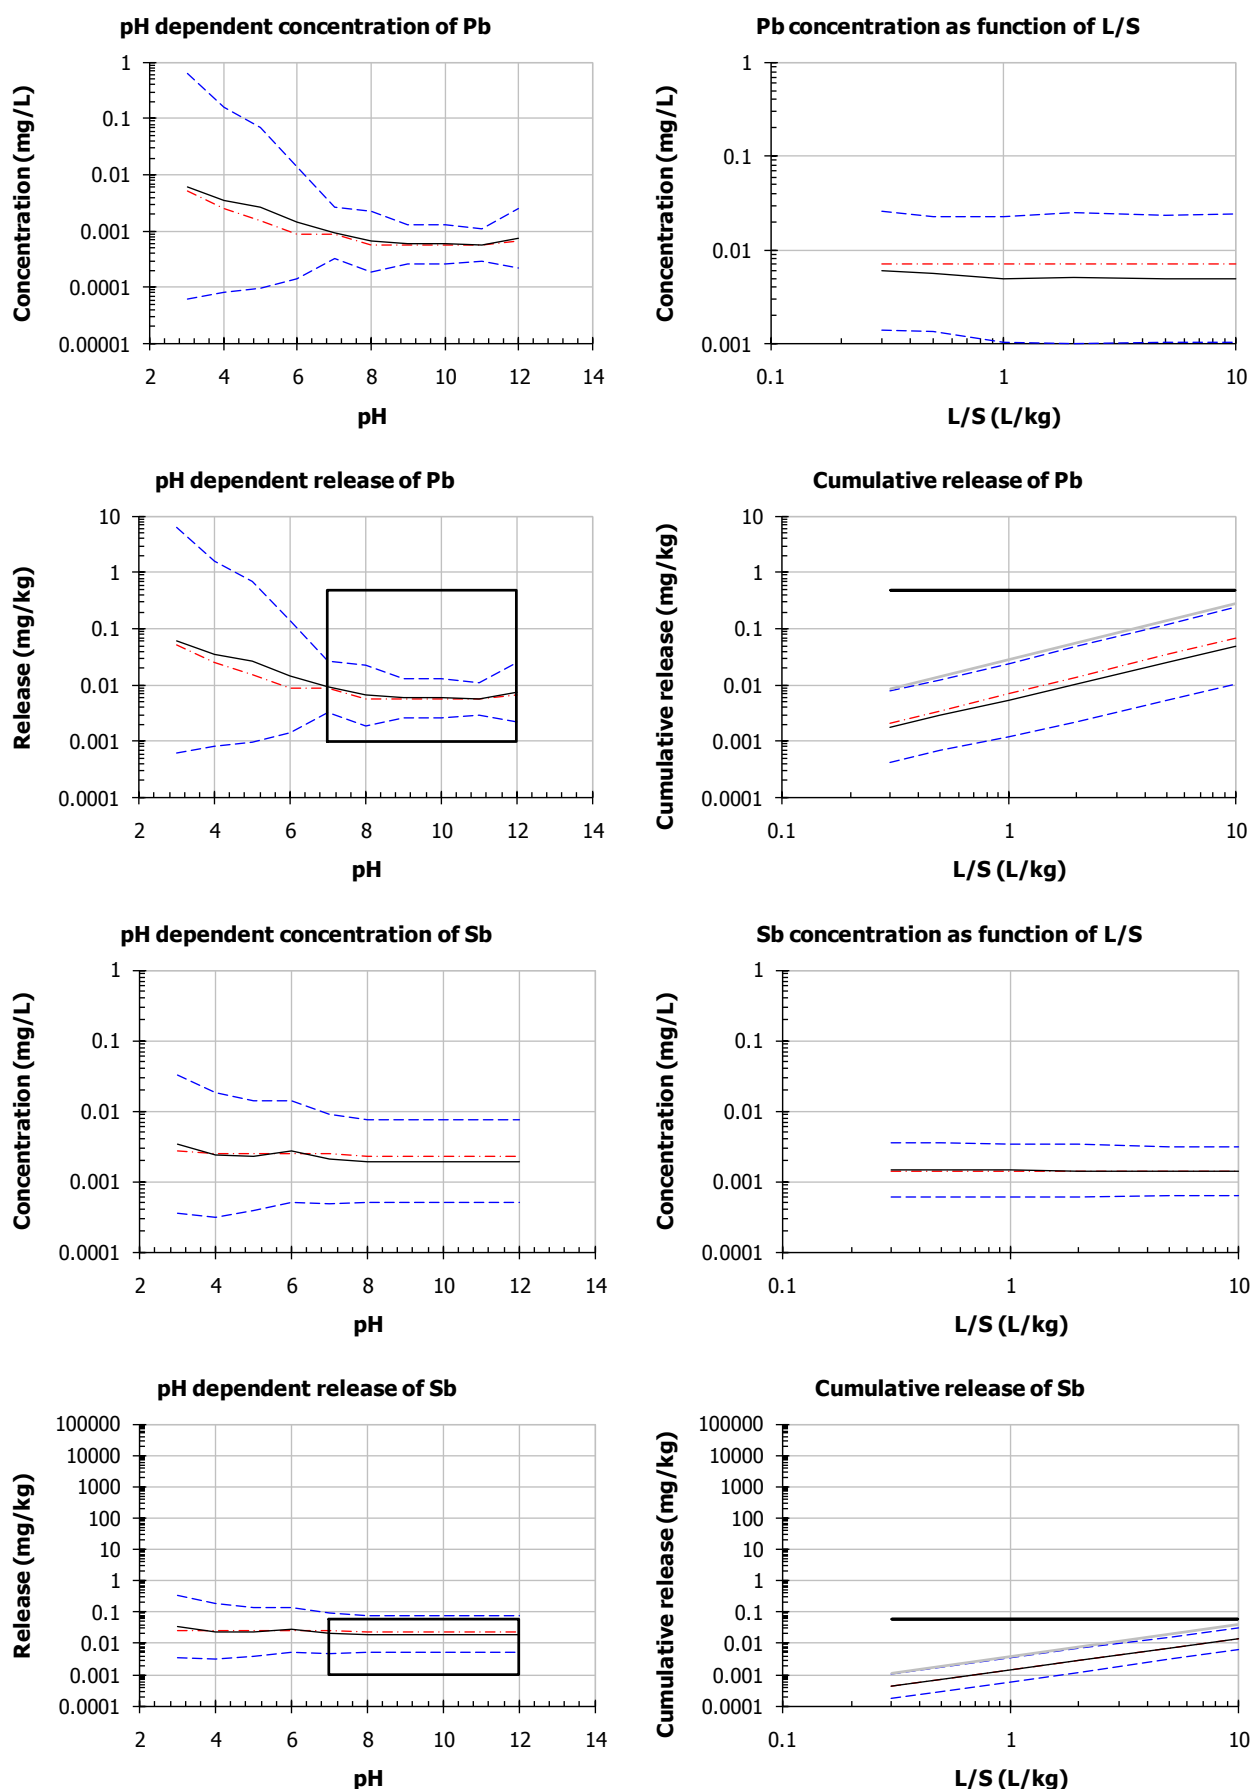 pH dependent concentration of Pb
Concentration (mg/L)
1
0.1
0.01
0.001
0.0001
0.00001
2 4 6 8 10 12 14
pH
Pb concentration as function of L/S
Concentration (mg/L)
1
0.1
0.01
0.001
0.1 1 10
L/S (L/kg)
pH dependent release of Pb
Release (mg/kg)
10
1
0.1
0.01
0.001
0.0001
2 4 6 8 10 12 14
pH
Cumulative release of Pb
Cumulative release (mg/kg)
10
1
0.1
0.01
0.001
0.0001
0.1 1 10
L/S (L/kg)
pH dependent concentration of Sb
Concentration (mg/L)
1
0.1
0.01
0.001
0.0001
2 4 6 8 10 12 14
pH
Sb concentration as function of L/S
Concentration (mg/L)
1
0.1
0.01
0.001
0.0001
0.1 1 10
L/S (L/kg)
pH dependent release of Sb
Release (mg/kg)
100000
10000
1000
100
10
1
0.1
0.01
0.001
0.0001
2 4 6 8 10 12 14
pH
Cumulative release of Sb
Cumulative release (mg/kg)
100000
10000
1000
100
10
1
0.1
0.01
0.001
0.0001
0.1 1 10
L/S (L/kg)